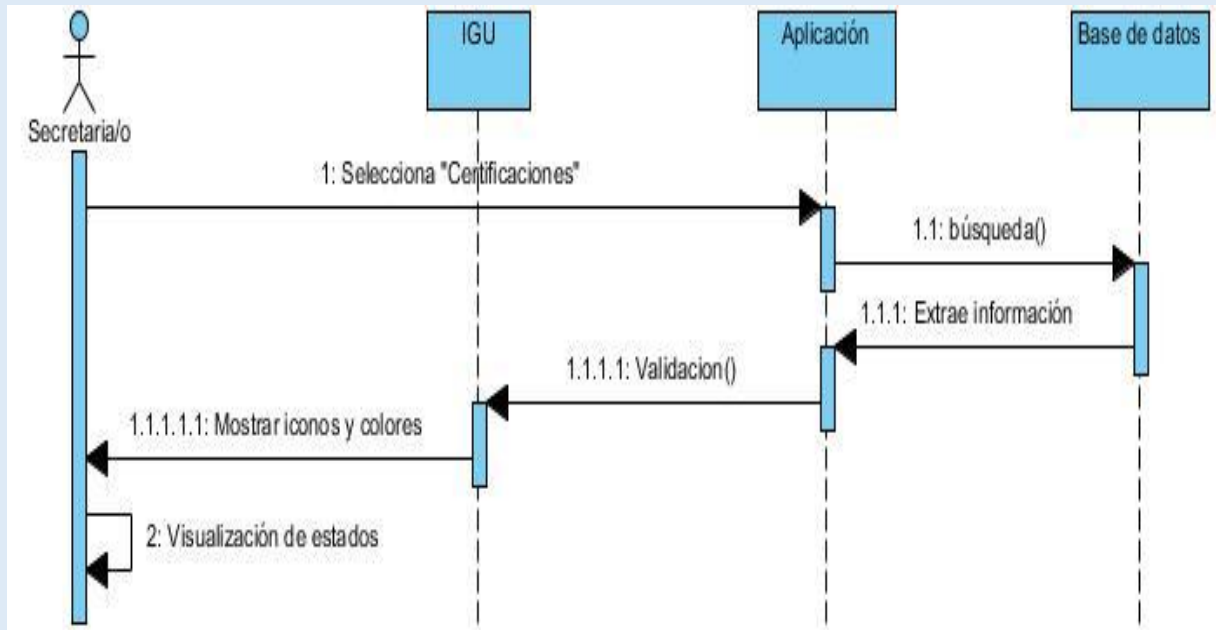 IGU
Aplicación
Base de datos
Secretaria/o
1: Selecciona "Certificaciones"
1.1: búsqueda()
1.1.1: Extrae información
1.1.1.1: Validacion()
1.1.1.1.1: Mostrar iconos y colores
2: Visualización de estados